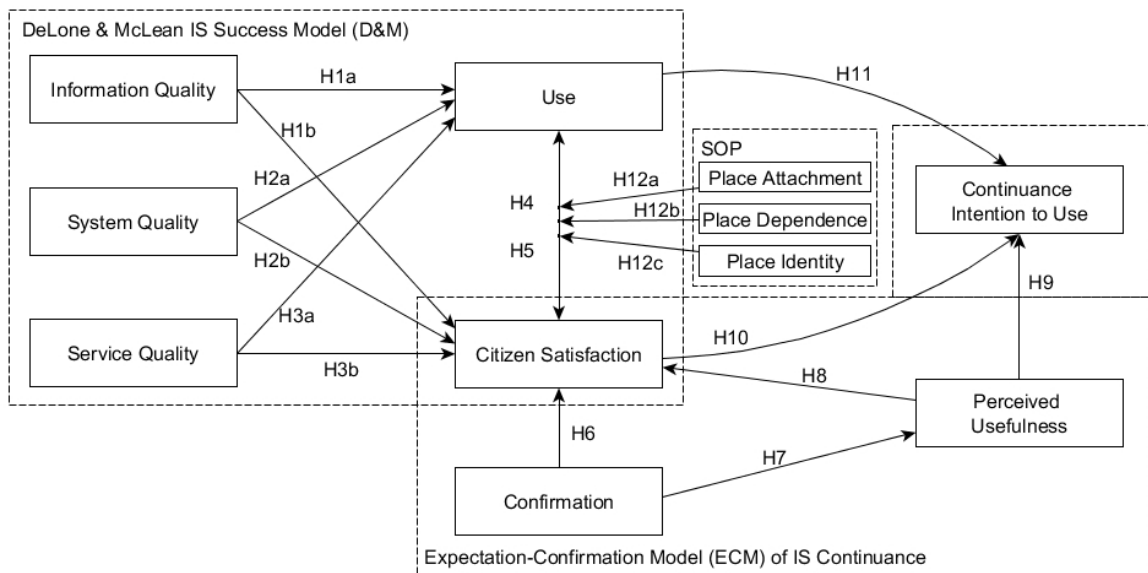 DeLone & McLean IS Success Model (D&M)
Information Quality
H1a
Use
H11
H1b
SOP
Place Attachment
Continuance
Intention to Use
H2a
H12a
System Quality
H4
H12b
Place Dependence
H2b
H5
H12c
Place Identity
H9
H3a
Service Quality
Citizen Satisfaction
H10
H3b
H8
Perceived
Usefulness
H6
H7
Confirmation
Expectation-Confirmation Model (ECM) of IS Continuance